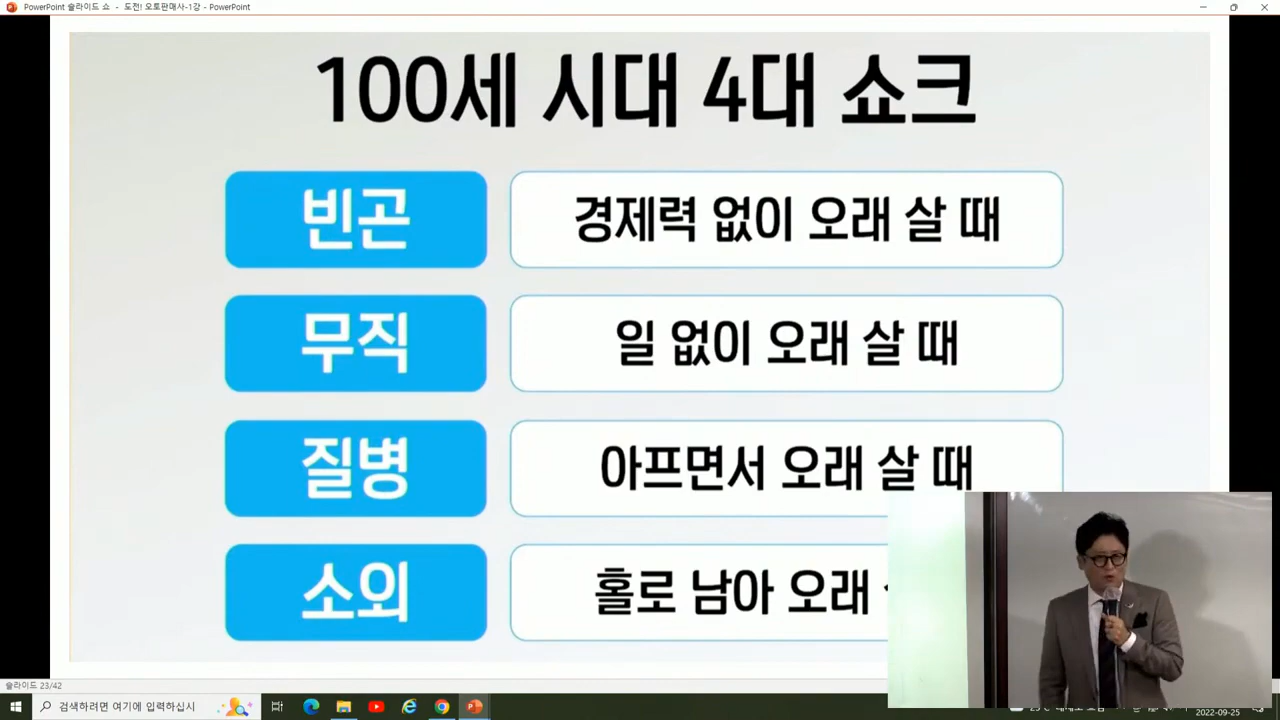 PowerPoint 슬라이드 쇼 - 도전! 오토판매사-1강 - PowerPoint
100세 시대 4대 쇼크
빈곤 경제력 없이 오래 살 때
무직 일 없이 오래 살 때
질병 아프면서 오래 살 때
소외 홀로 남아 오래
슬라이드 23/42
검색하려면 여기에 입력하십시
2022-09-25